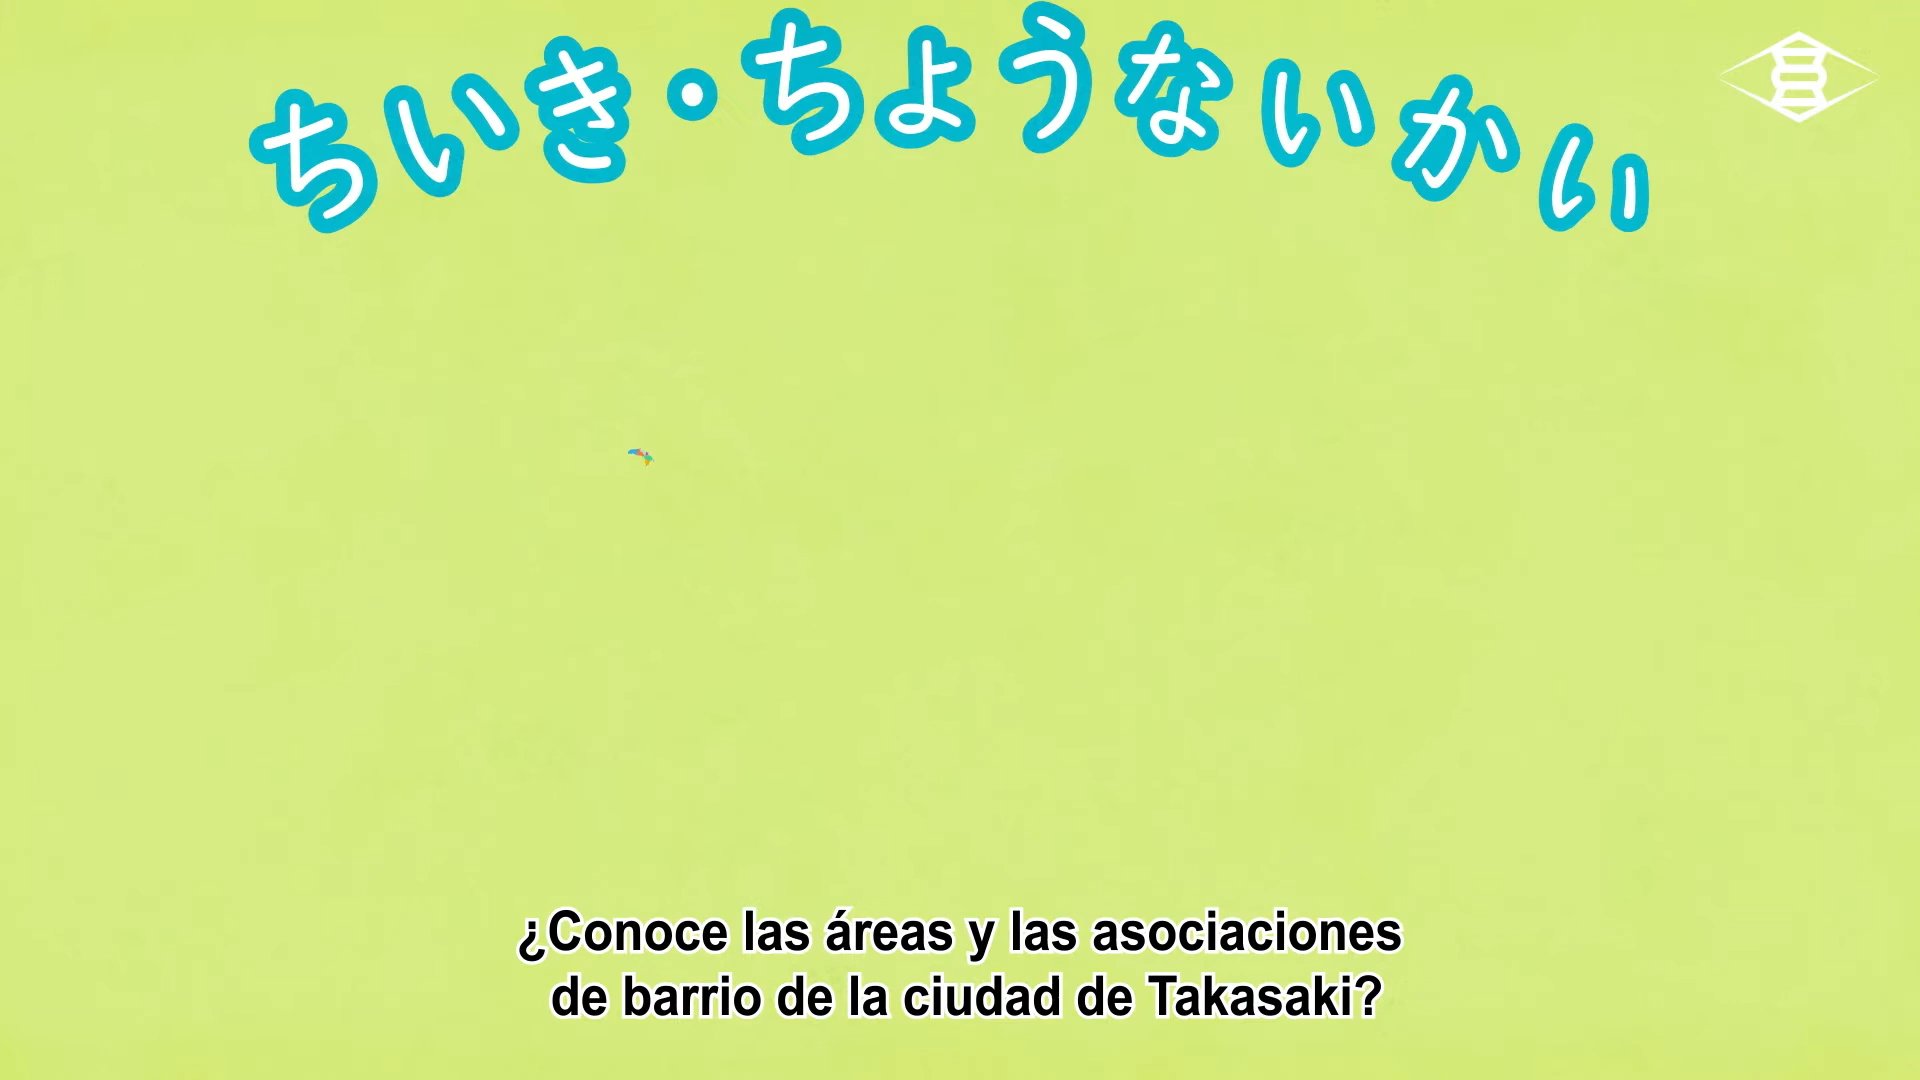 ちいき・ちょうないかい
¿Conoce las áreas y las asociaciones
de barrio de la ciudad de Takasaki?